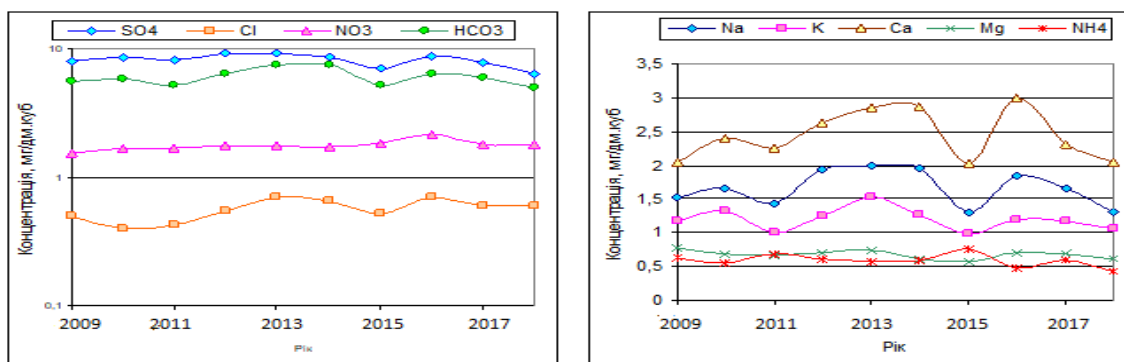 SO4 Cl NO3 HCO3
Концентрація, мг/дм.куб
10
1
0,1
2009 2011 2013 2015 2017
Рік
Na K Ca Mg NH4
Концентрація, мг/дм.куб
3,5
3
2,5
2
1,5
1
0,5
0
2009 2011 2013 2015 2017
Рік